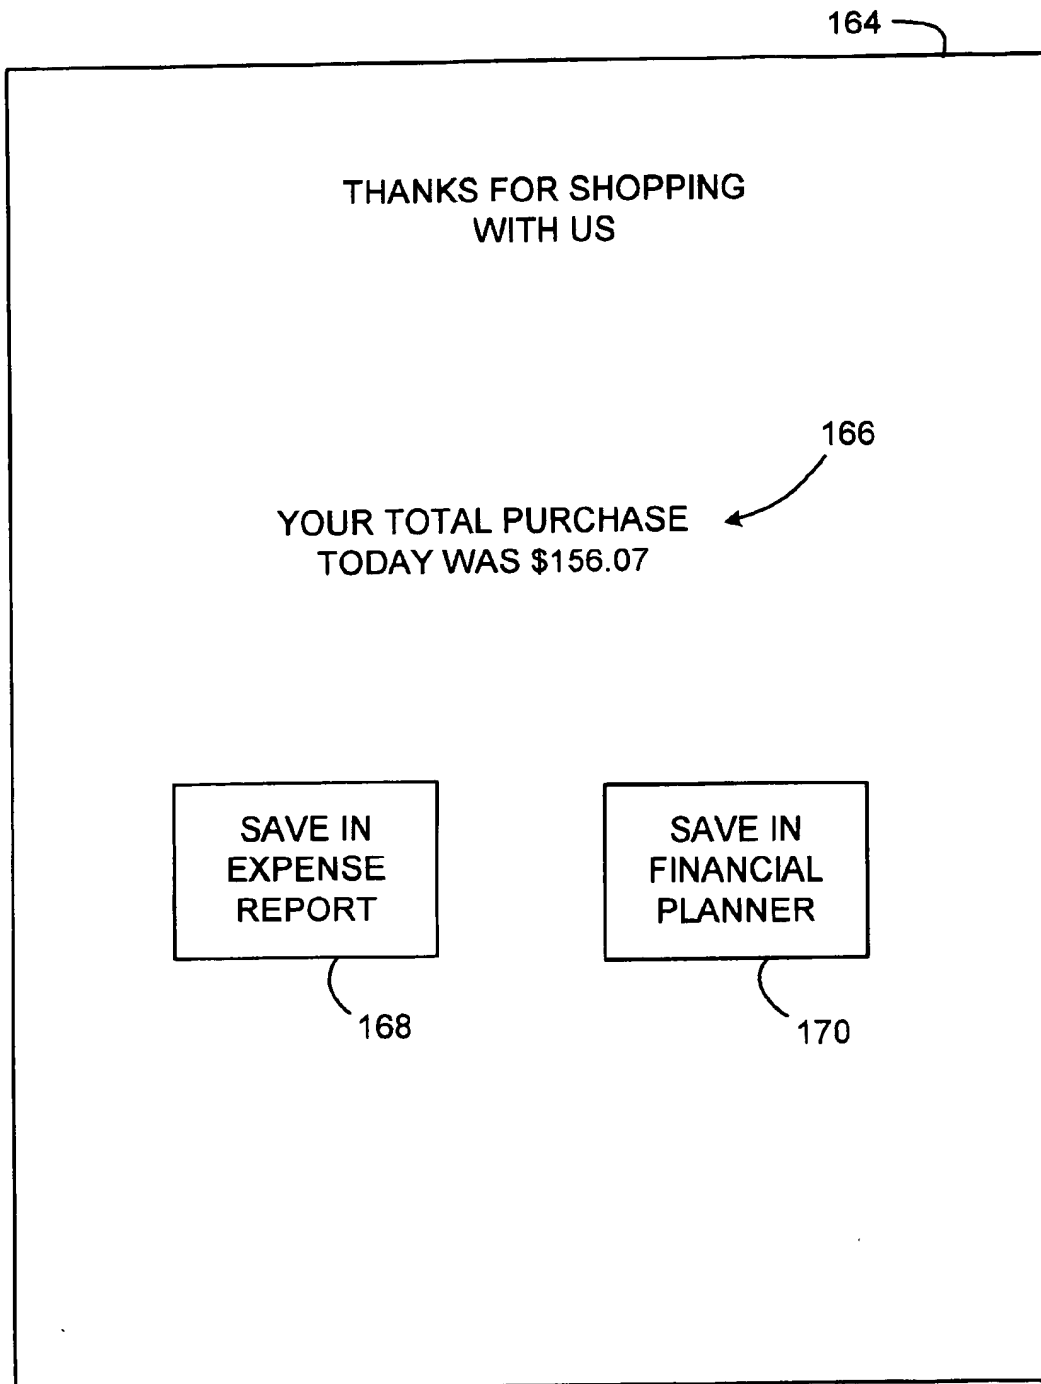 164
THANKS FOR SHOPPING
WITH US
166
YOUR TOTAL PURCHASE
TODAY WAS $156.07
SAVE IN
EXPENSE
REPORT
SAVE IN
FINANCIAL
PLANNER
168
170